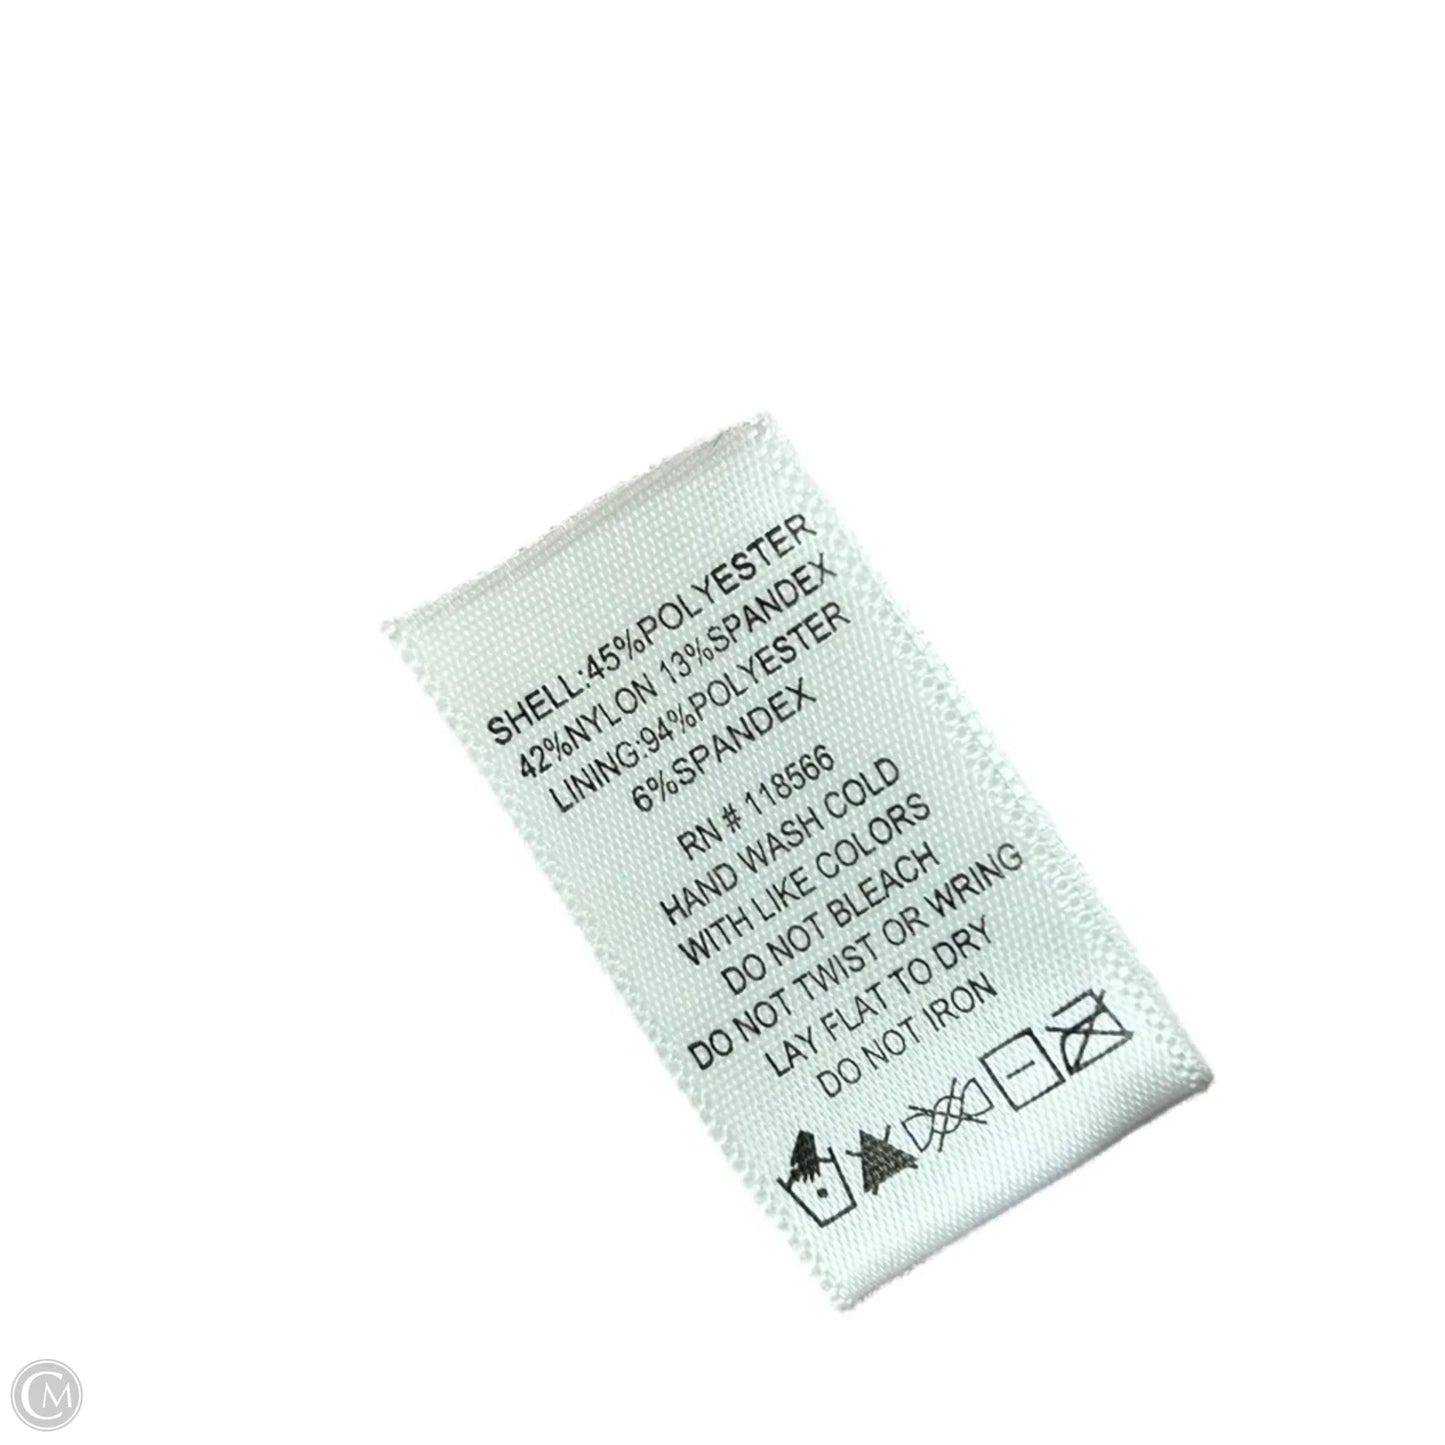 SHELL:45%POLYESTER
42%NYLON 13%SPANDEX
LINING:94%POLYESTER
6%SPANDEX
RN # 118566
HAND WASH COLD
WITH LIKE COLORS
DO NOT BLEACH
DO NOT TWIST OR WRING
LAY FLAT TO DRY
DO NOT IRON
CM